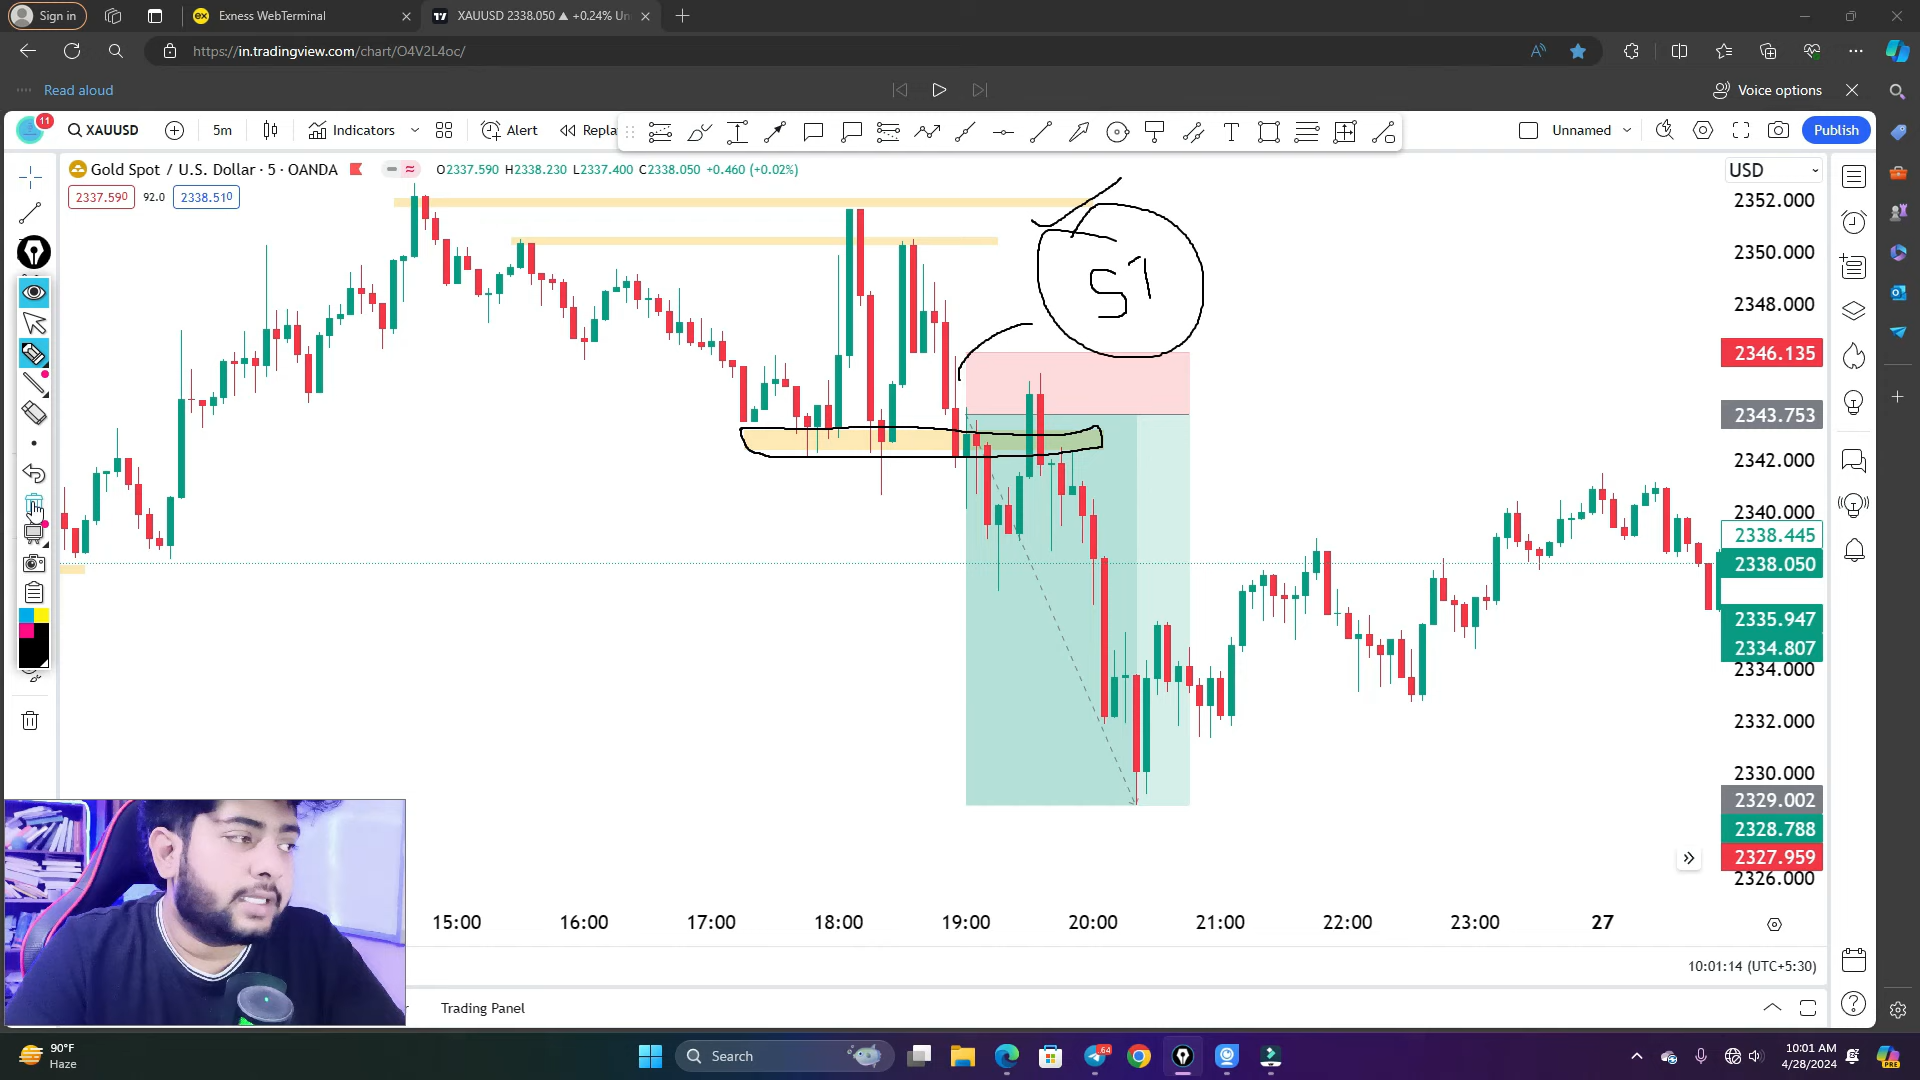 Sign in
Exness WebTerminal
XAUUSD 2338.050 ▲ +0.24% Un
https://in.tradingview.com/chart/O4V2L4oc/
Read aloud
Voice options
11
XAUUSD
5m
Indicators
Alert
Repla
Unnamed
Publish
Gold Spot / U.S. Dollar · 5 · OANDA
O2337.590 H2338.230 L2337.400 C2338.050 +0.460 (+0.02%)
USD
2337.590
92.0
2338.510
2352.000
2350.000
2348.000
2346.135
2343.753
2342.000
2340.000
2338.445
2338.050
2335.947
2334.807
2334.000
2332.000
2330.000
2329.002
2328.788
2327.959
2326.000
S1
15:00
16:00
17:00
18:00
19:00
20:00
21:00
22:00
23:00
27
10:01:14 (UTC+5:30)
Trading Panel
90°F
Haze
Search
64
10:01 AM
4/28/2024
PRE